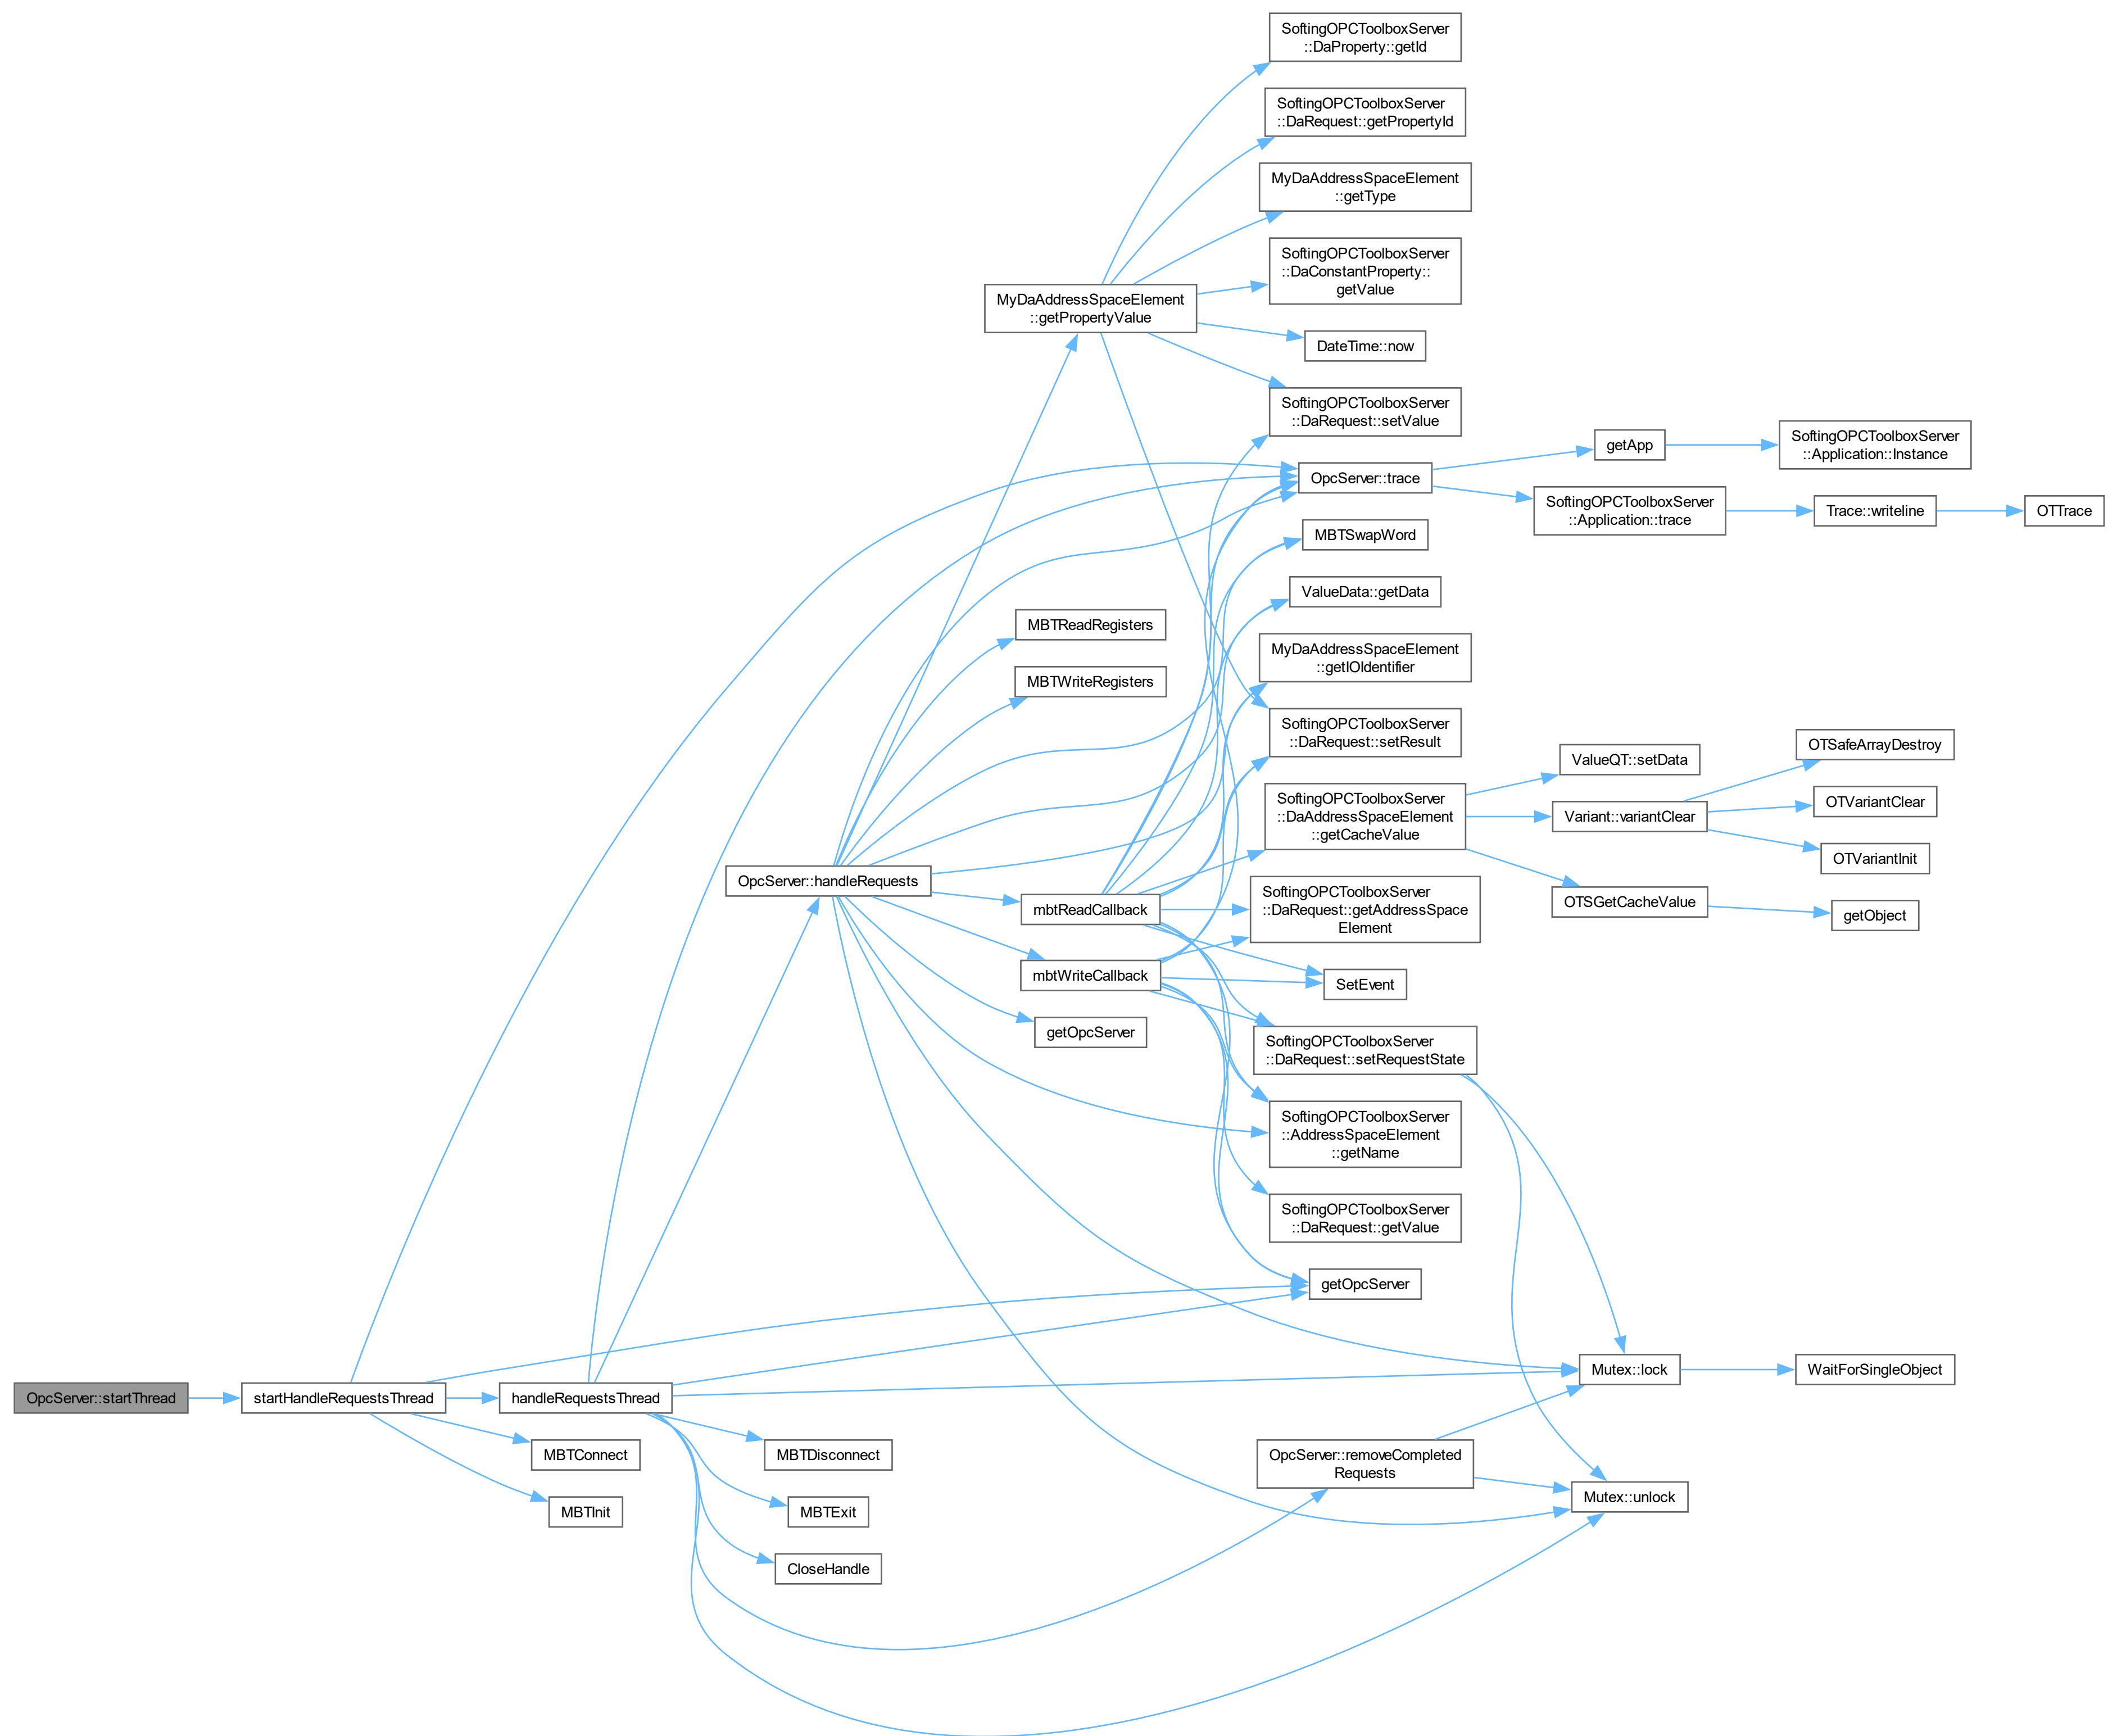 SoftingOPCToolboxServer
::DaProperty::getId
SoftingOPCToolboxServer
::DaRequest::getPropertyId
MyDaAddressSpaceElement
::getType
SoftingOPCToolboxServer
::DaConstantProperty::
getValue
MyDaAddressSpaceElement
::getPropertyValue
DateTime::now
SoftingOPCToolboxServer
::DaRequest::setValue
getApp
SoftingOPCToolboxServer
::Application::Instance
OpcServer::trace
SoftingOPCToolboxServer
::Application::trace
Trace::writeline
OTTrace
MBTSwapWord
ValueData::getData
MBTReadRegisters
MyDaAddressSpaceElement
::getIOIdentifier
MBTWriteRegisters
SoftingOPCToolboxServer
::DaRequest::setResult
OTSafeArrayDestroy
ValueQT::setData
SoftingOPCToolboxServer
::DaAddressSpaceElement
::getCacheValue
Variant::variantClear
OTVariantClear
OTVariantInit
OpcServer::handleRequests
mbtReadCallback
SoftingOPCToolboxServer
::DaRequest::getAddressSpace
Element
OTSGetCacheValue
getObject
mbtWriteCallback
SetEvent
getOpcServer
SoftingOPCToolboxServer
::DaRequest::setRequestState
SoftingOPCToolboxServer
::AddressSpaceElement
::getName
SoftingOPCToolboxServer
::DaRequest::getValue
getOpcServer
Mutex::lock
WaitForSingleObject
OpcServer::startThread
startHandleRequestsThread
handleRequestsThread
MBTConnect
MBTDisconnect
OpcServer::removeCompleted
Requests
MBTInit
MBTExit
Mutex::unlock
CloseHandle